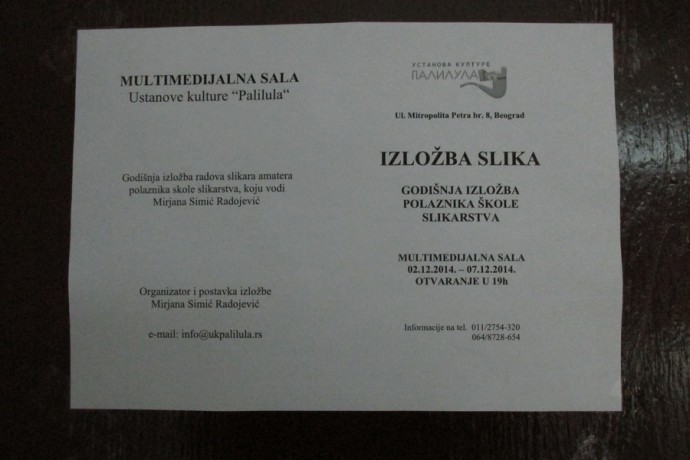 MULTIMEDIJALNA SALA
Ustanove kulture “Palilula“
Godišnja izložba radova slikara amatera
polaznika skole slikarstva, koju vodi
Mirjana Simić Radojević
Organizator i postavka izložbe
Mirjana Simić Radojević
e-mail: info@ukpalilula.rs
УСТАНОВА КУЛТУРЕ
ПАЛИЛУЛА
Ul. Mitropolita Petra br. 8, Beograd
IZLOŽBA SLIKA
GODIŠNJA IZLOŽBA
POLAZNIKA ŠKOLE
SLIKARSTVA
MULTIMEDIJALNA SALA
02.12.2014. – 07.12.2014.
OTVARANJE U 19h
Informacije na tel. 011/2754-320
064/8728-654